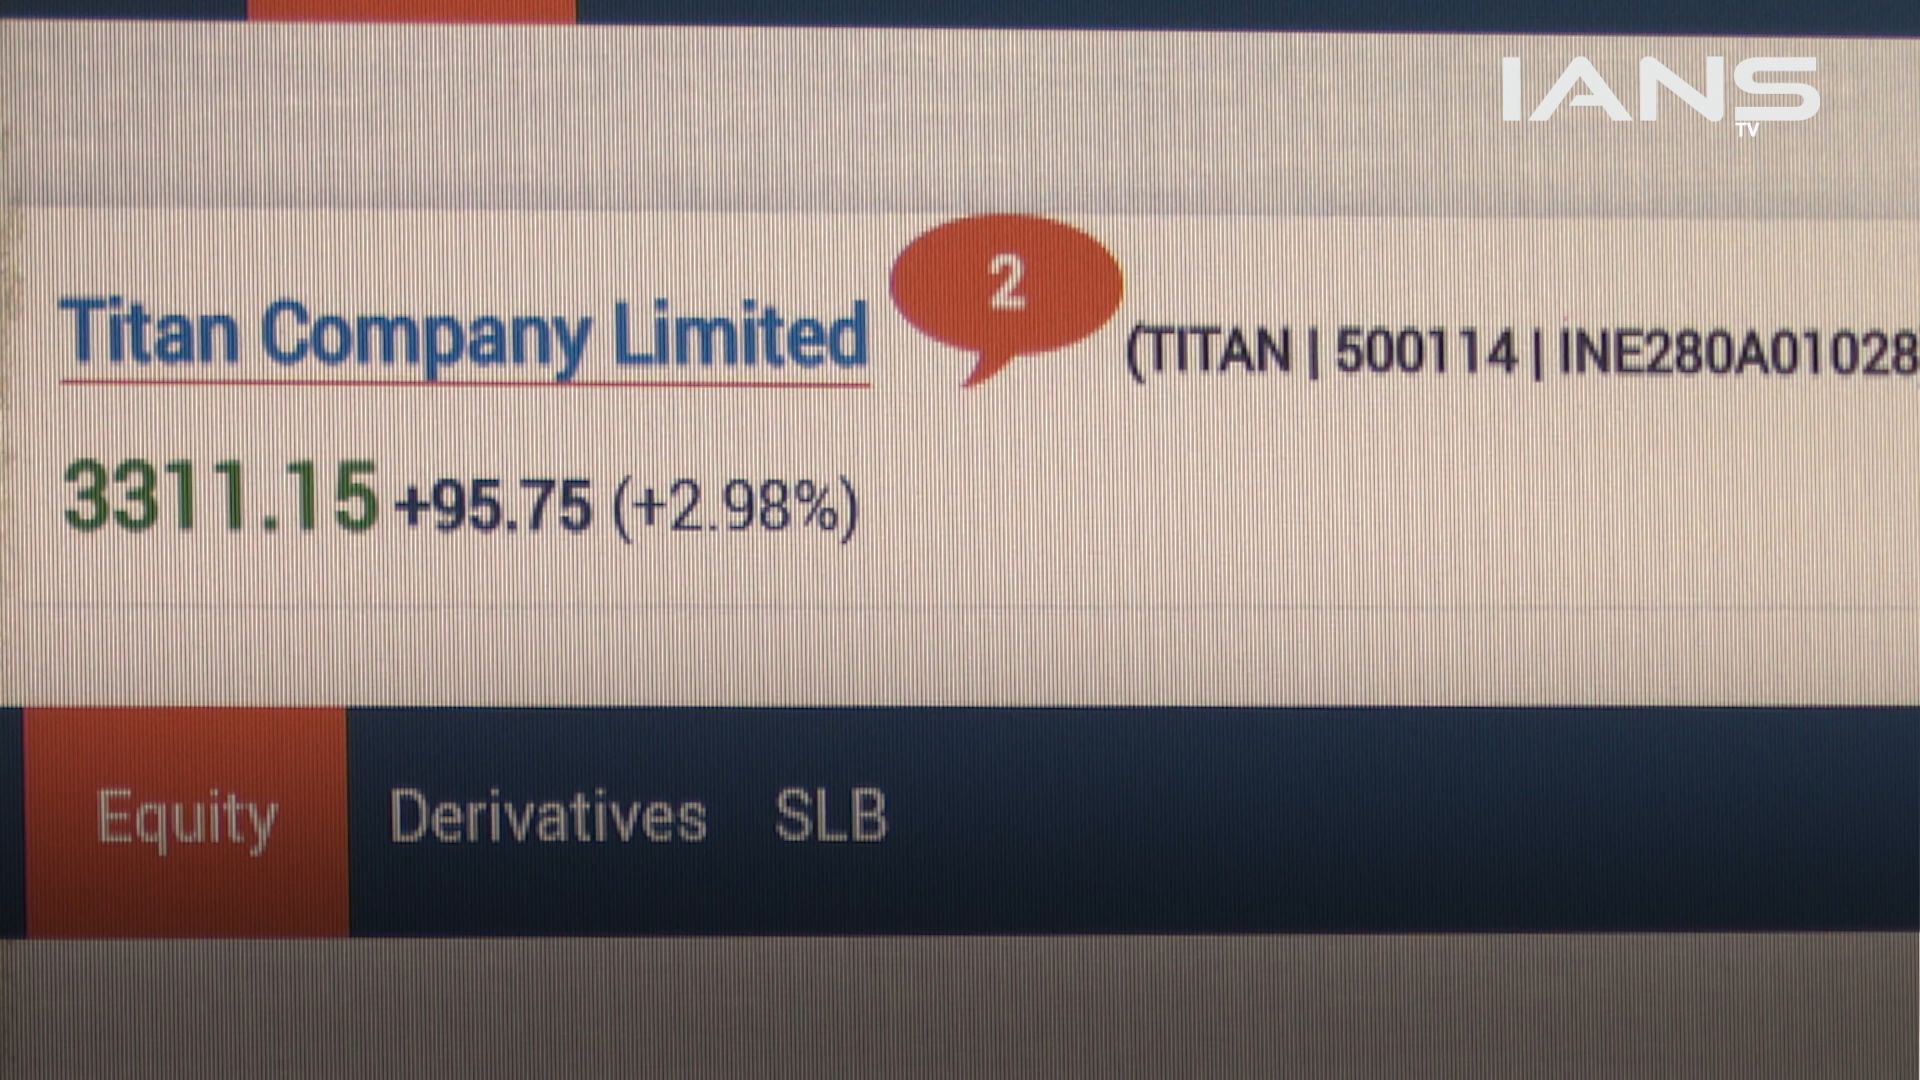 IANS
TV
2
Titan Company Limited (TITAN | 500114 | INE280A01028
3311.15 +95.75 (+2.98%)
Equity Derivatives SLB